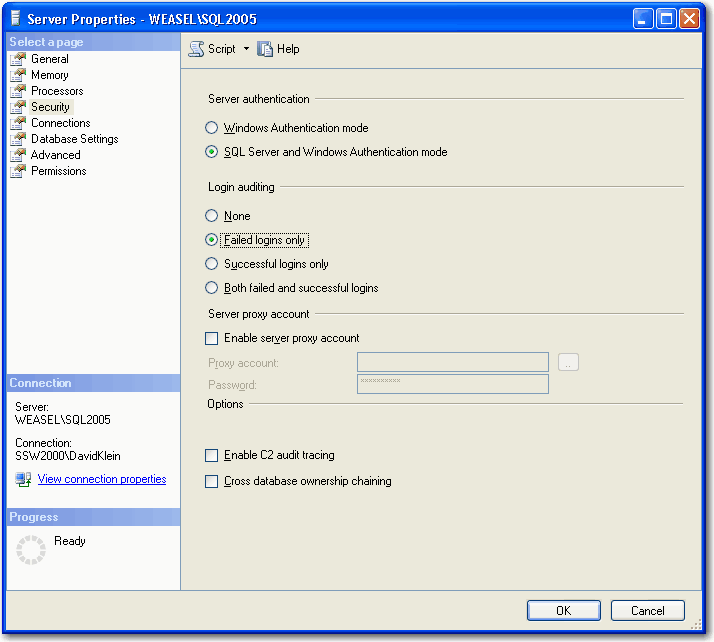 Server Properties - WEASEL\SQL2005
Select a page
General
Memory
Processors
Security
Connections
Database Settings
Advanced
Permissions
Script Help
Server authentication
Windows Authentication mode
SQL Server and Windows Authentication mode
Login auditing
None
Failed logins only
Successful logins only
Both failed and successful logins
Server proxy account
Enable server proxy account
Proxy account:
..
Password:
**********
Options
Enable C2 audit tracing
Cross database ownership chaining
Connection
Server:
WEASEL\SQL2005
Connection:
SSW2000\DavidKlein
View connection properties
Progress
Ready
OK Cancel